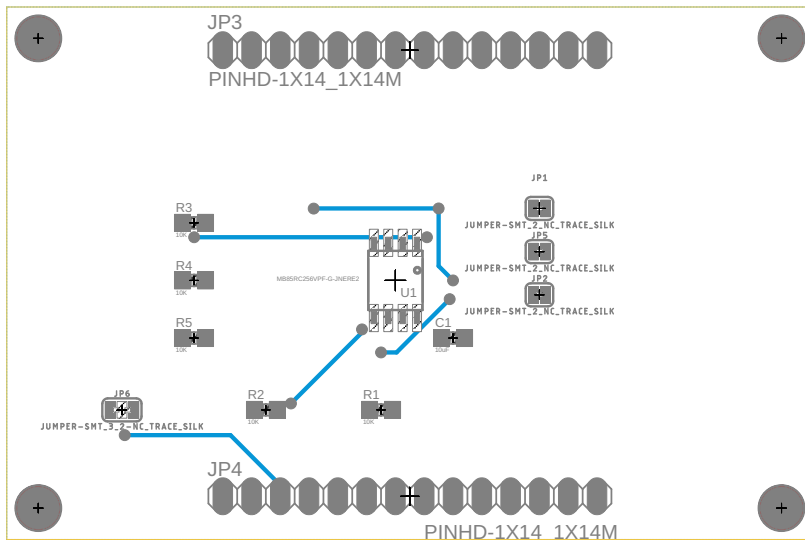 JP3
PINHD-1X14_1X14M
JP1
R3
JUMPER-SMT_2_NC_TRACE_SILK
10K
JP5
R4
JUMPER-SMT_2_NC_TRACE_SILK
MB85RC256VPF-G-JNERE2
JP2
10K
U1
JUMPER-SMT_2_NC_TRACE_SILK
R5
C1
10K
10uF
JP6
R2
R1
10K
10K
JUMPER-SMT_3_2-NC_TRACE_SILK
JP4
PINHD-1X14_1X14M